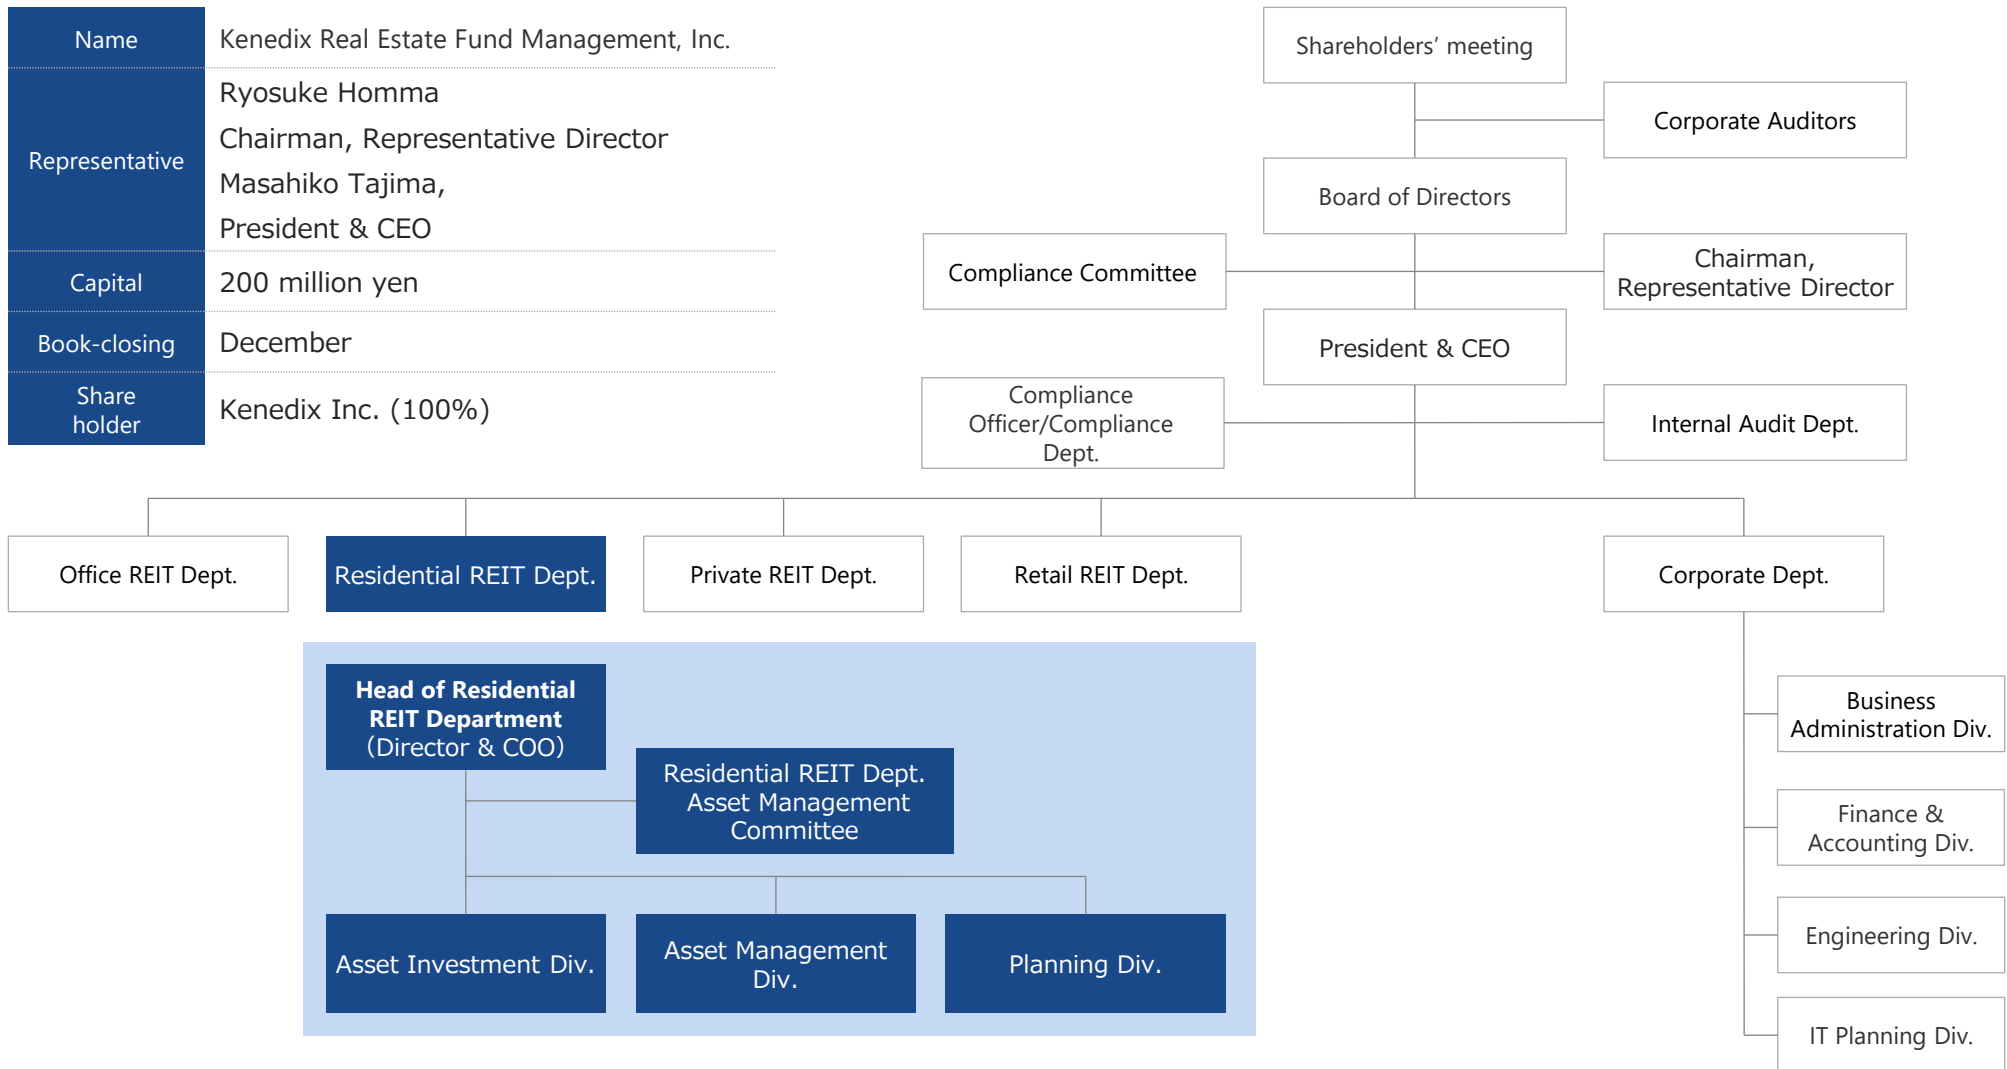 Name
Kenedix Real Estate Fund Management, Inc.
Representative
Ryosuke Homma
Chairman, Representative Director
Masahiko Tajima,
President & CEO
Capital
200 million yen
Book-closing
December
Share
holder
Kenedix Inc. (100%)
Shareholders’ meeting
Corporate Auditors
Board of Directors
Compliance Committee
Chairman,
Representative Director
President & CEO
Compliance
Officer/Compliance
Dept.
Internal Audit Dept.
Office REIT Dept.
Residential REIT Dept.
Private REIT Dept.
Retail REIT Dept.
Corporate Dept.
Head of Residential
REIT Department
（Director & COO）
Residential REIT Dept.
Asset Management
Committee
Asset Investment Div.
Asset Management
Div.
Planning Div.
Business
Administration Div.
Finance &
Accounting Div.
Engineering Div.
IT Planning Div.